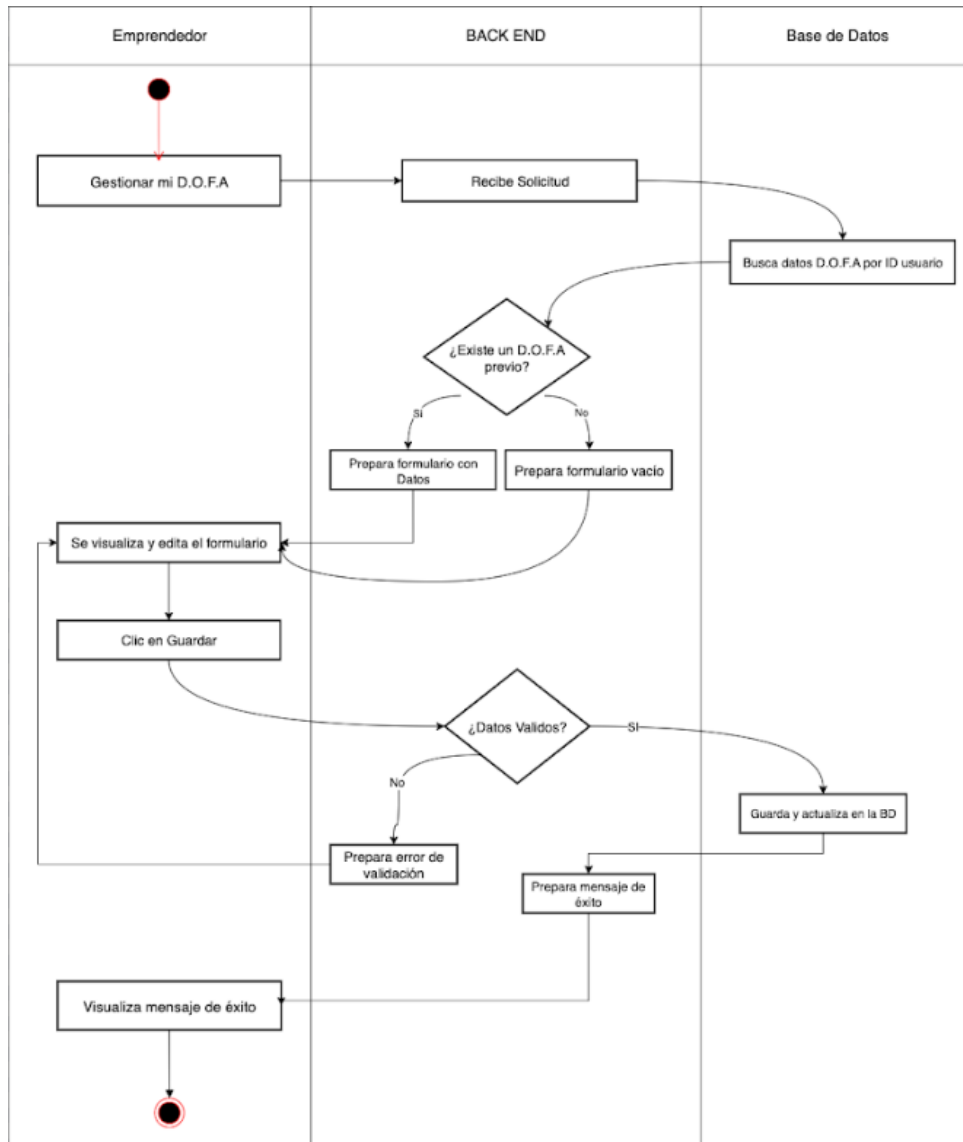 Emprendedor
BACK END
Base de Datos
Gestionar mi D.O.F.A
Recibe Solicitud
Busca datos D.O.F.A por ID usuario
¿Existe un D.O.F.A
previo?
Si
No
Prepara formulario con
Datos
Prepara formulario vacío
Se visualiza y edita el formulario
Clic en Guardar
¿Datos Validos?
SI
No
Guarda y actualiza en la BD
Prepara error de
validación
Prepara mensaje de
éxito
Visualiza mensaje de éxito